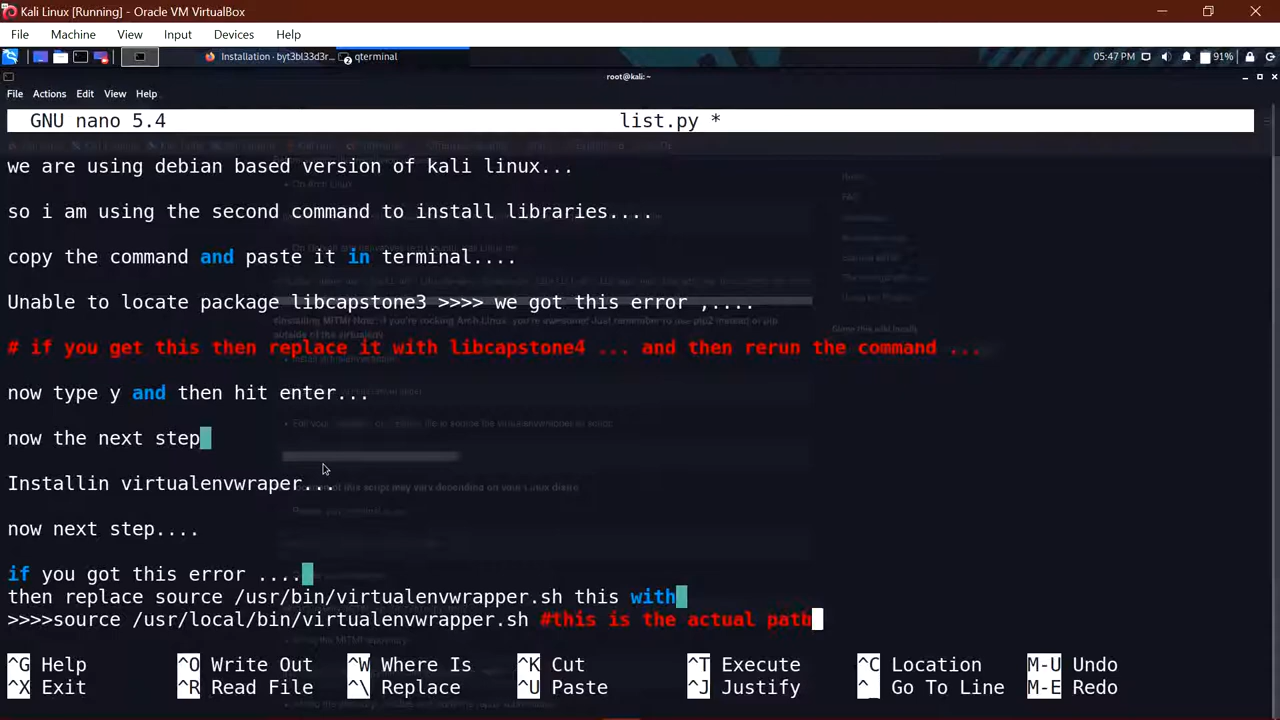 Kali Linux [Running] - Oracle VM VirtualBox
File Machine View Input Devices Help
Installation · byt3bl33d3r... qterminal 05:47 PM 91%
root@kali: ~
File Actions Edit View Help
GNU nano 5.4 list.py *
we are using debian based version of kali linux...
so i am using the second command to install libraries....
copy the command and paste it in terminal....
Unable to locate package libcapstone3 >>>> we got this error ,....
# if you get this then replace it with libcapstone4 ... and then rerun the command ...
now type y and then hit enter...
now the next step
Installin virtualenvwraper...
now next step....
if you got this error ....
then replace source /usr/bin/virtualenvwrapper.sh this with
>>>>source /usr/local/bin/virtualenvwrapper.sh #this is the actual patb
^G Help ^O Write Out ^W Where Is ^K Cut ^T Execute ^C Location M-U Undo
^X Exit ^R Read File ^\ Replace ^U Paste ^J Justify ^_ Go To Line M-E Redo